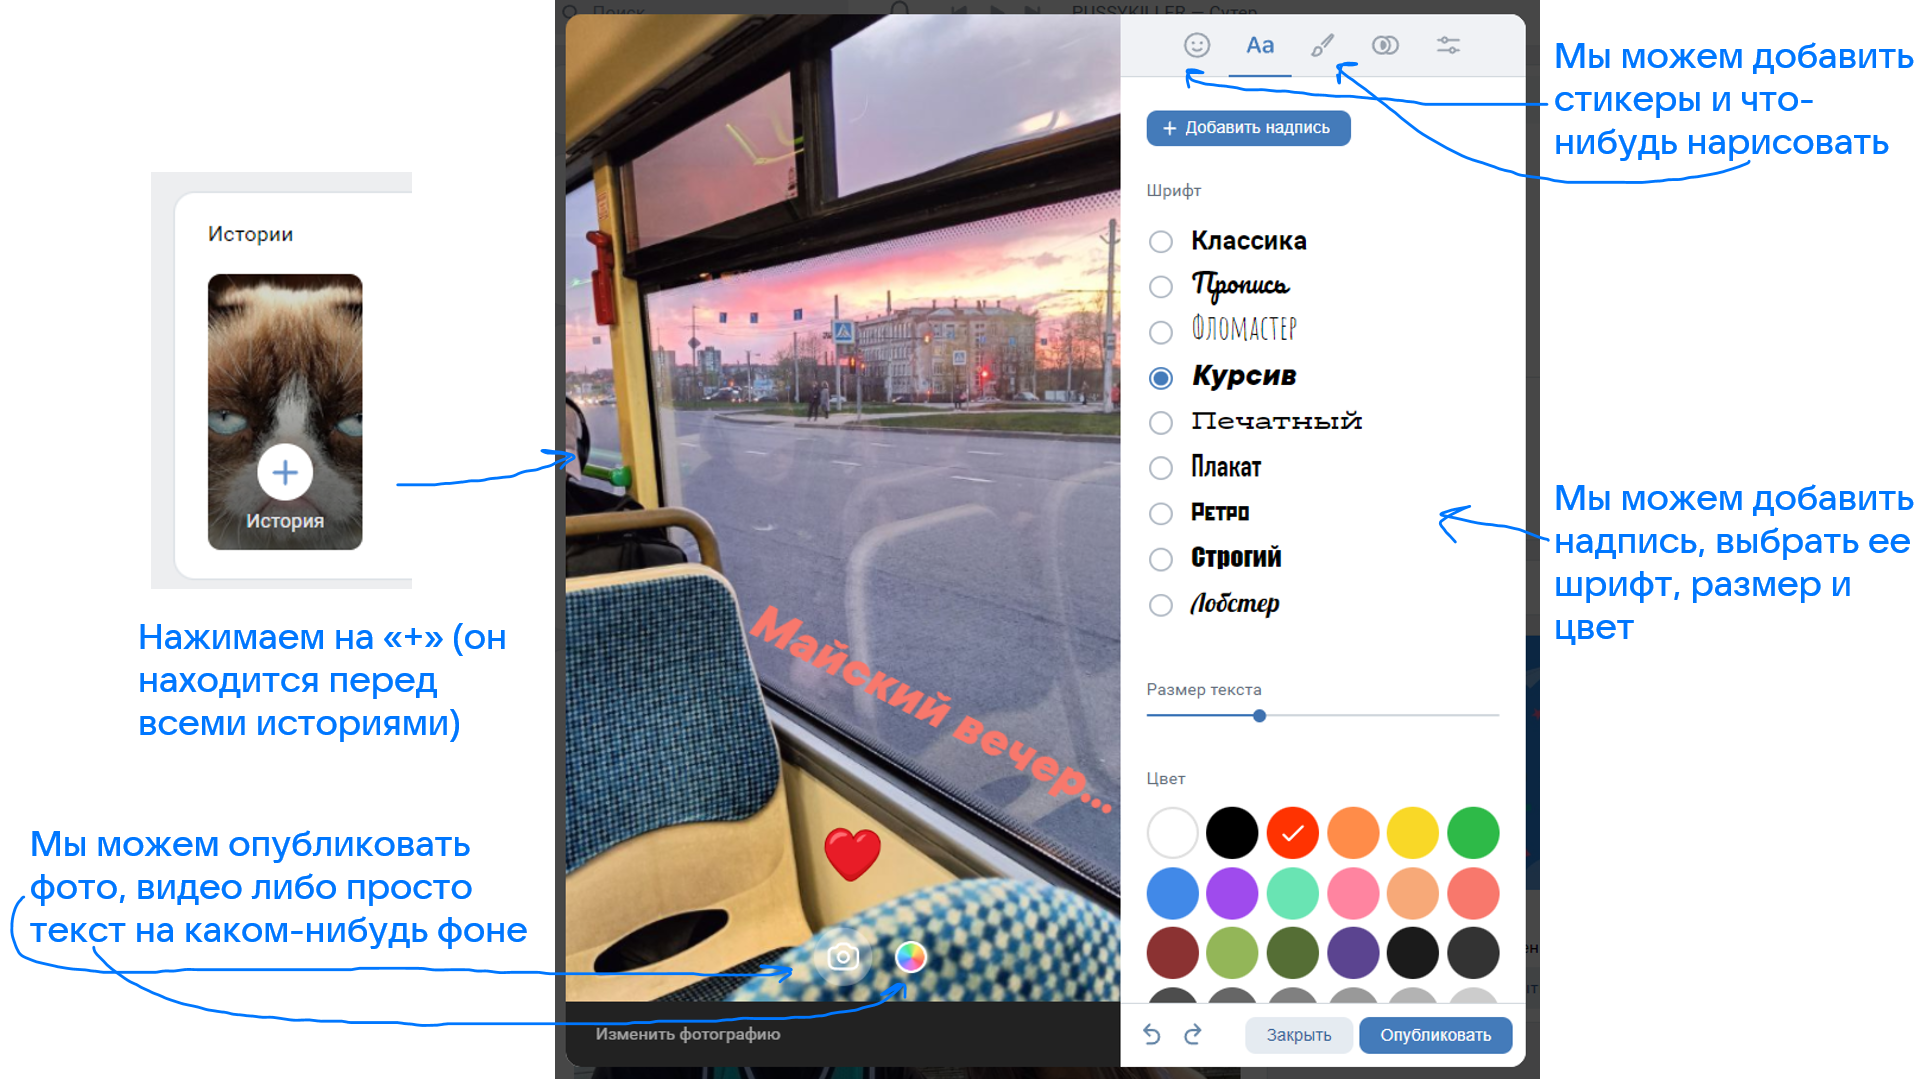 Истории
История
Нажимаем на «+» (он
находится перед
всеми историями)
Мы можем опубликовать
фото, видео либо просто
текст на каком-нибудь фоне
Поиск
PUSSYKILLER — Супер
Майский вечер...
Изменить фотографию
Aa
+ Добавить надпись
Шрифт
Классика
Пропись
Фломастер
Курсив
Печатный
Плакат
Ретро
Строгий
Лобстер
Размер текста
Цвет
Закрыть
Опубликовать
Мы можем добавить
стикеры и что-
нибудь нарисовать
Мы можем добавить
надпись, выбрать ее
шрифт, размер и
цвет